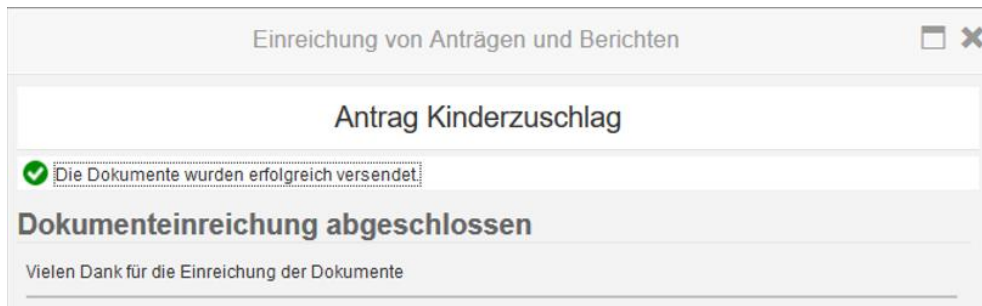 Einreichung von Anträgen und Berichten
Antrag Kinderzuschlag
Die Dokumente wurden erfolgreich versendet.
Dokumenteinreichung abgeschlossen
Vielen Dank für die Einreichung der Dokumente